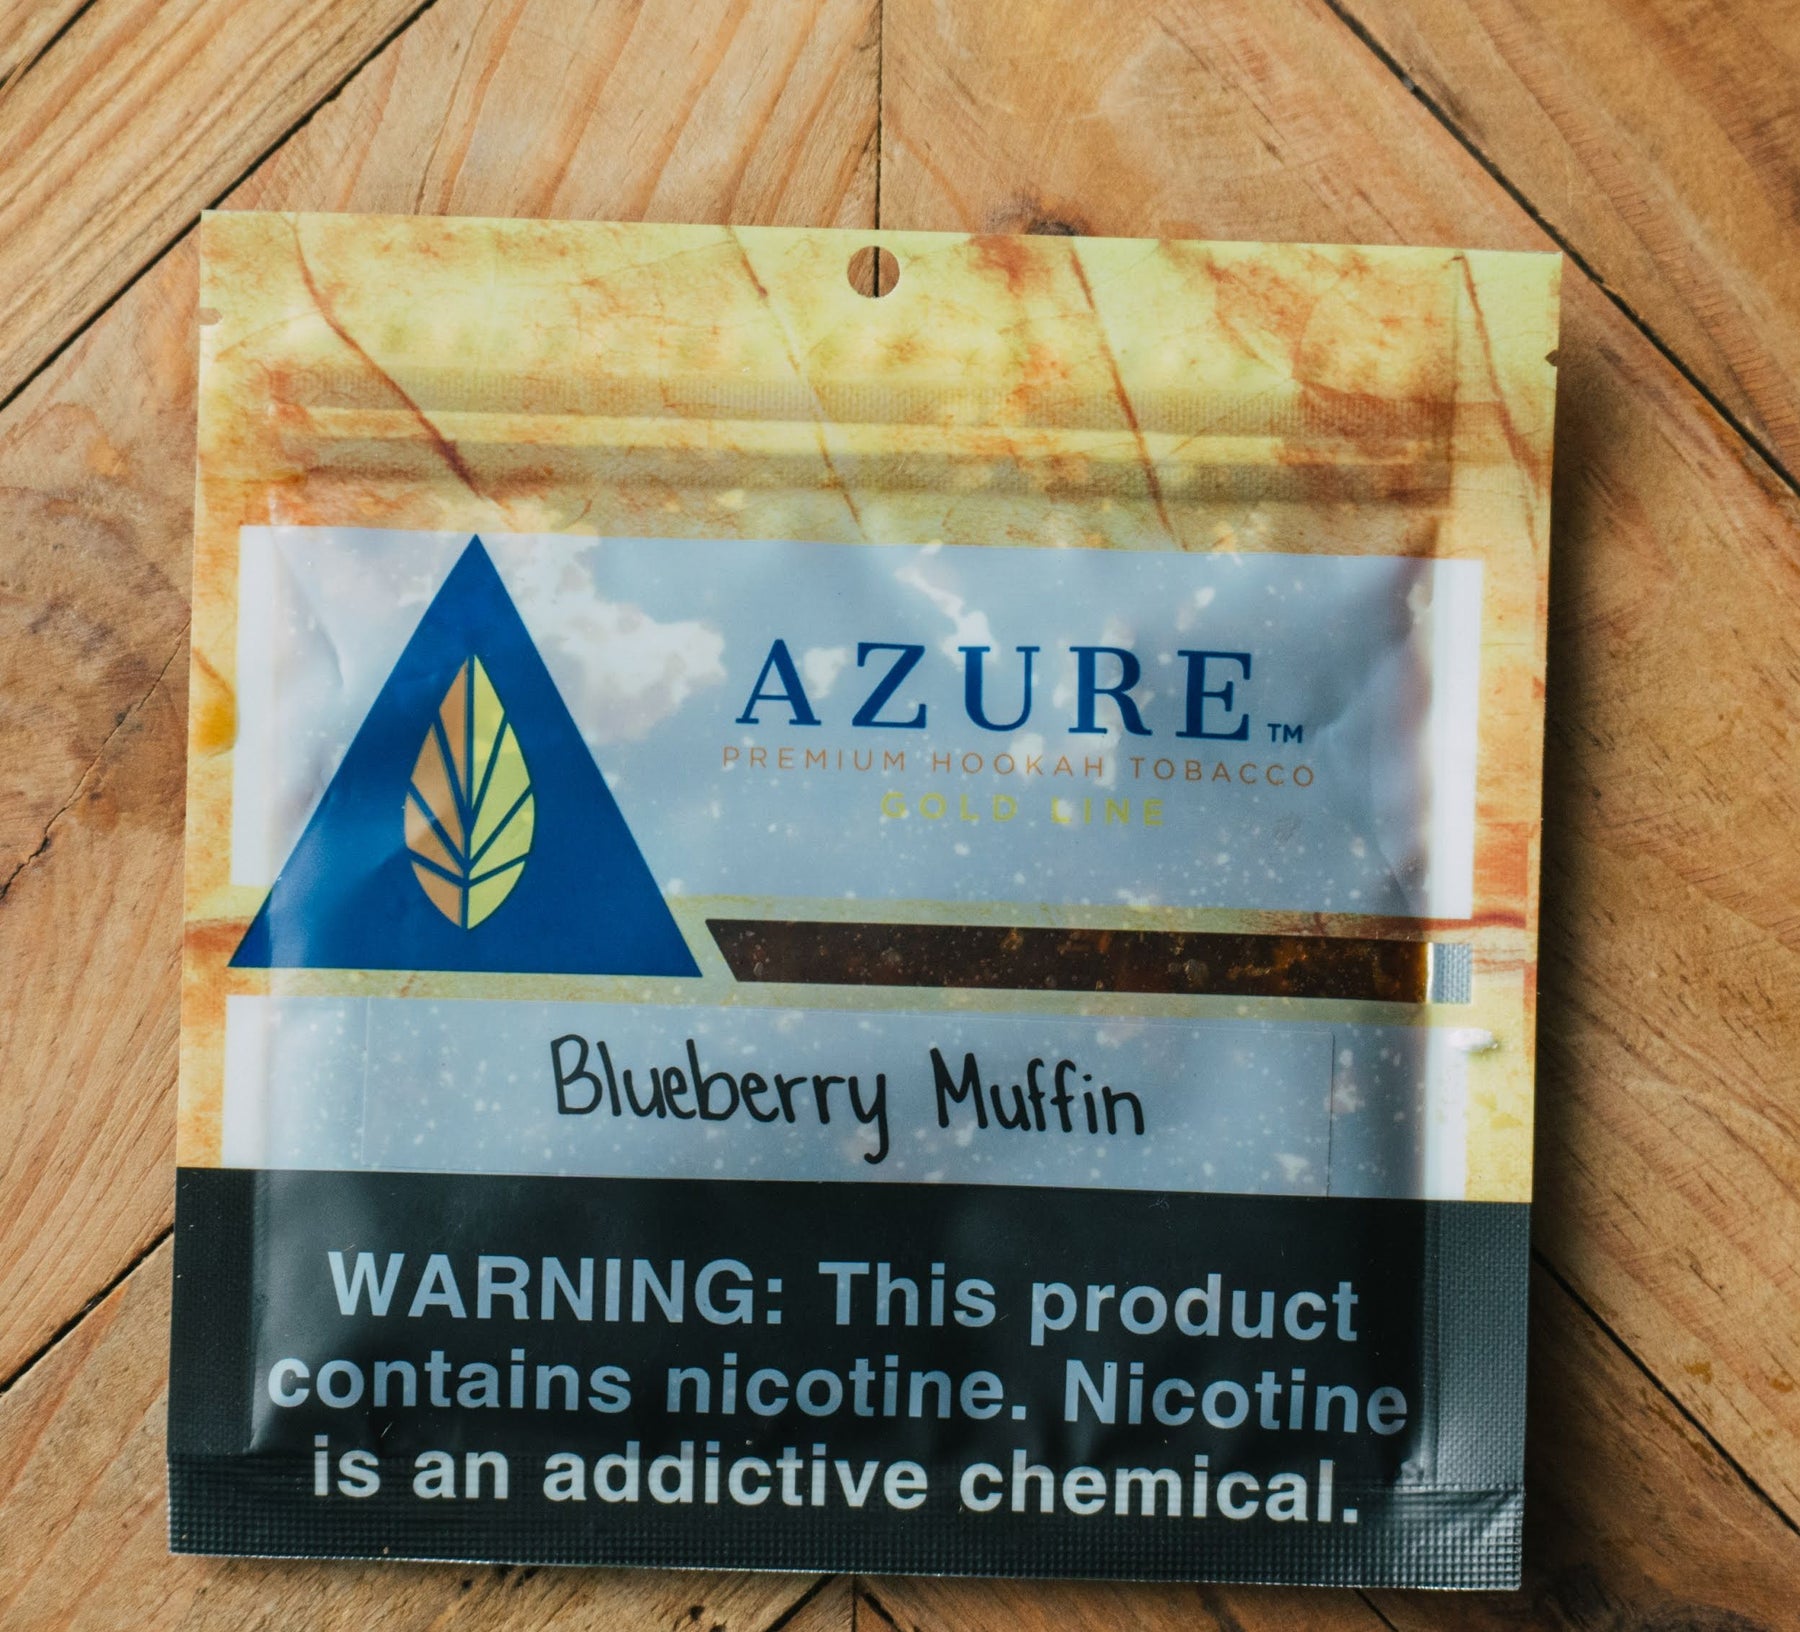 AZURE™
PREMIUM HOOKAH TOBACCO
GOLD LINE
Blueberry Muffin
WARNING: This product
contains nicotine. Nicotine
is an addictive chemical.